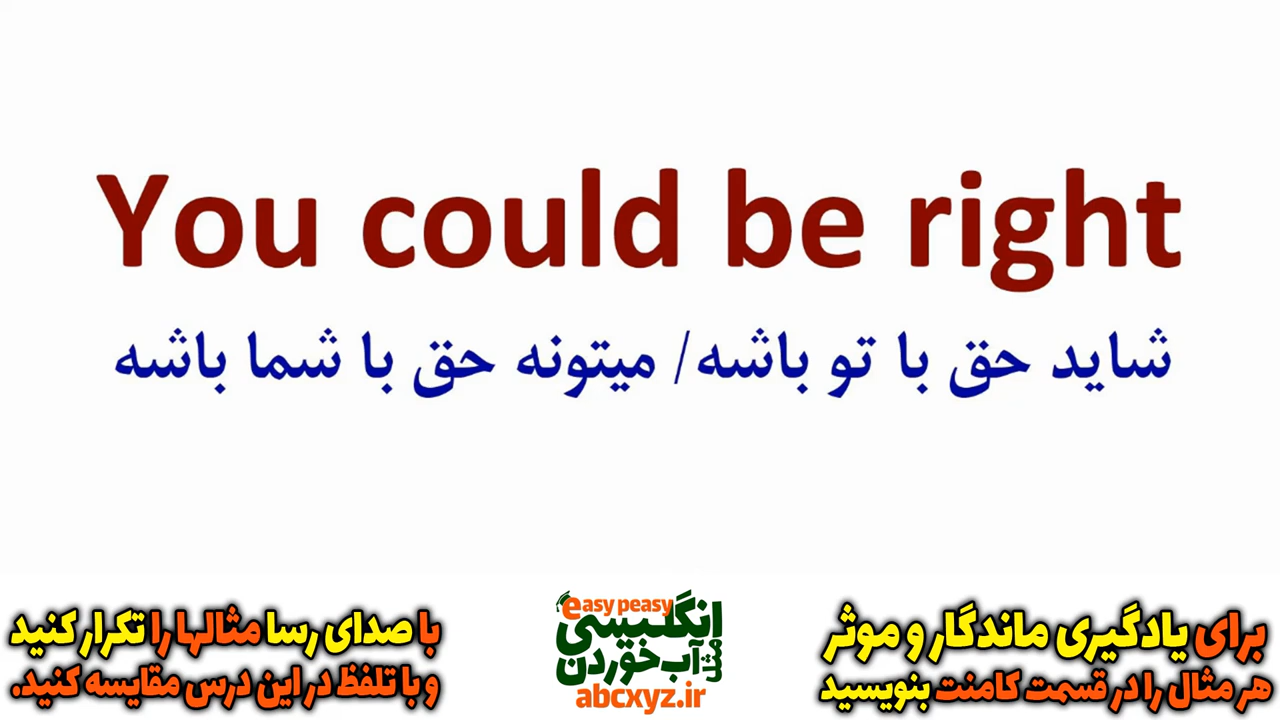 You could be right
شاید حق با تو باشه/ میتونه حق با شما باشه
برای یادگیری ماندگار و موثر
هر مثال را در قسمت کامنت بنویسید
easy peasy
انگلیسی
مثل آب خوردن
abcxyz.ir
با صدای رسا مثالها را تکرار کنید
و با تلفظ در این درس مقایسه کنید.